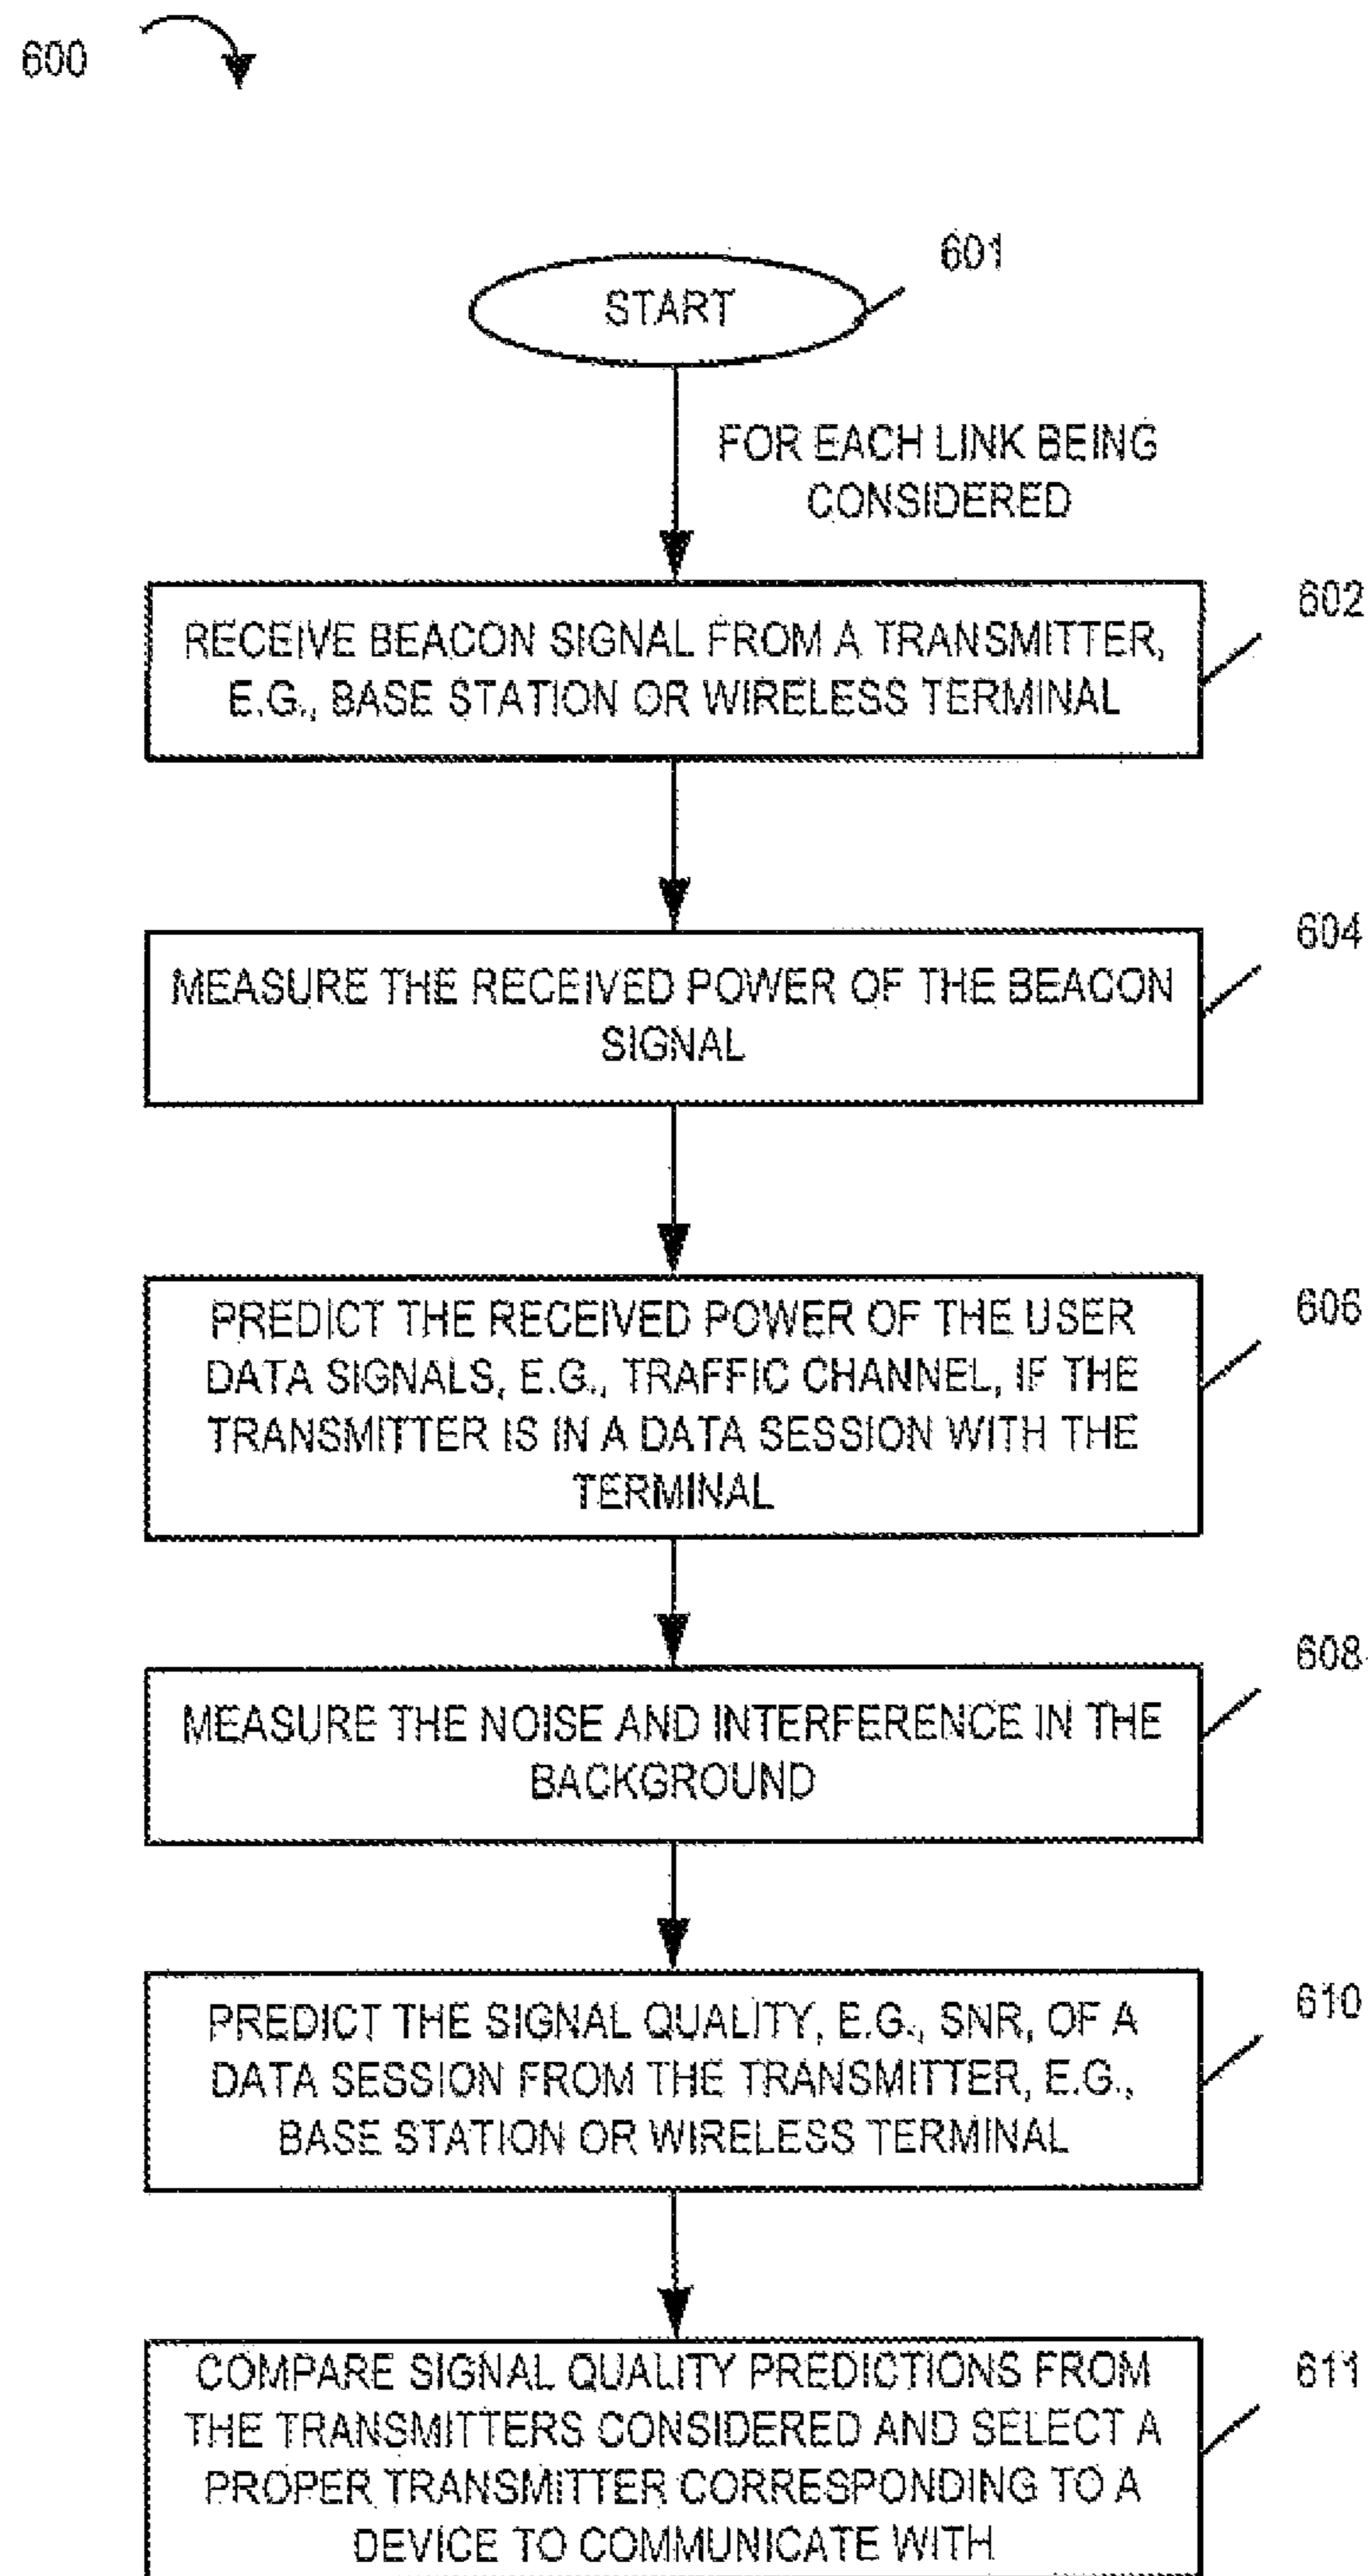 600
601
START
FOR EACH LINK BEING
CONSIDERED
602
RECEIVE BEACON SIGNAL FROM A TRANSMITTER,
E.G., BASE STATION OR WIRELESS TERMINAL
604
MEASURE THE RECEIVED POWER OF THE BEACON
SIGNAL
606
PREDICT THE RECEIVED POWER OF THE USER
DATA SIGNALS, E.G., TRAFFIC CHANNEL, IF THE
TRANSMITTER IS IN A DATA SESSION WITH THE
TERMINAL
608
MEASURE THE NOISE AND INTERFERENCE IN THE
BACKGROUND
610
PREDICT THE SIGNAL QUALITY, E.G., SNR, OF A
DATA SESSION FROM THE TRANSMITTER, E.G.,
BASE STATION OR WIRELESS TERMINAL
611
COMPARE SIGNAL QUALITY PREDICTIONS FROM
THE TRANSMITTERS CONSIDERED AND SELECT A
PROPER TRANSMITTER CORRESPONDING TO A
DEVICE TO COMMUNICATE WITH